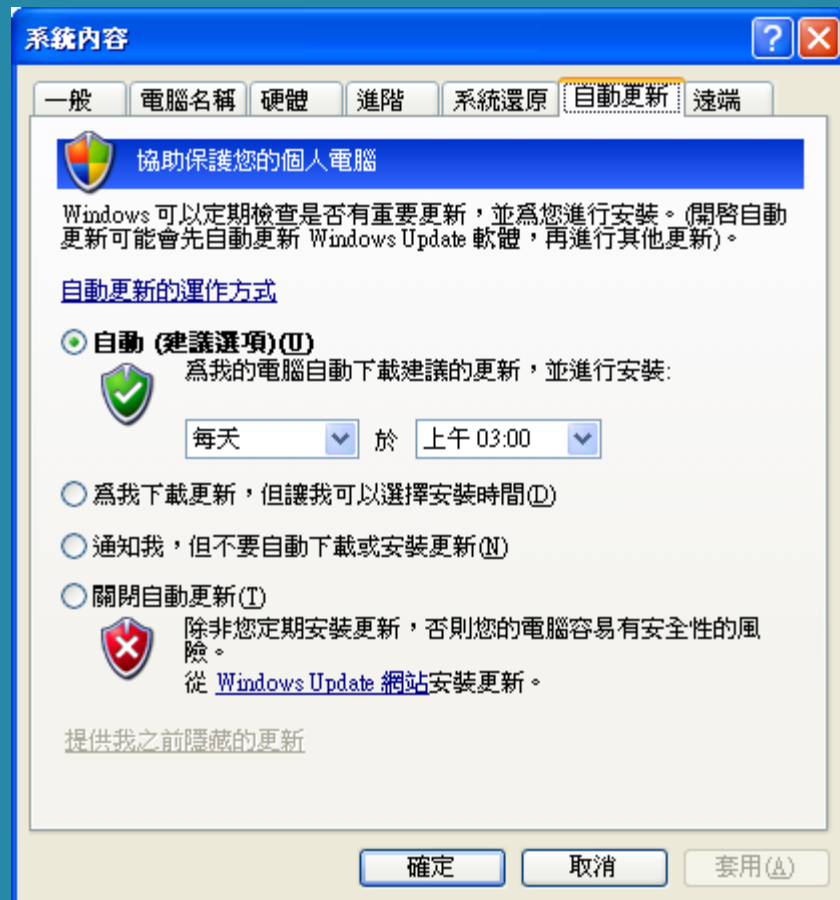 系統內容
一般 電腦名稱 硬體 進階 系統還原 自動更新 遠端
協助保護您的個人電腦
Windows 可以定期檢查是否有重要更新，並為您進行安裝。(開啓自動
更新可能會先自動更新 Windows Update 軟體，再進行其他更新)。
自動更新的運作方式
自動 (建議選項)(U)
為我的電腦自動下載建議的更新，並進行安裝:
每天 於 上午 03:00
為我下載更新，但讓我可以選擇安裝時間(D)
通知我，但不要自動下載或安裝更新(N)
關閉自動更新(T)
除非您定期安裝更新，否則您的電腦容易有安全性的風
險。
從 Windows Update 網站安裝更新。
提供我之前隱藏的更新
確定 取消 套用(A)